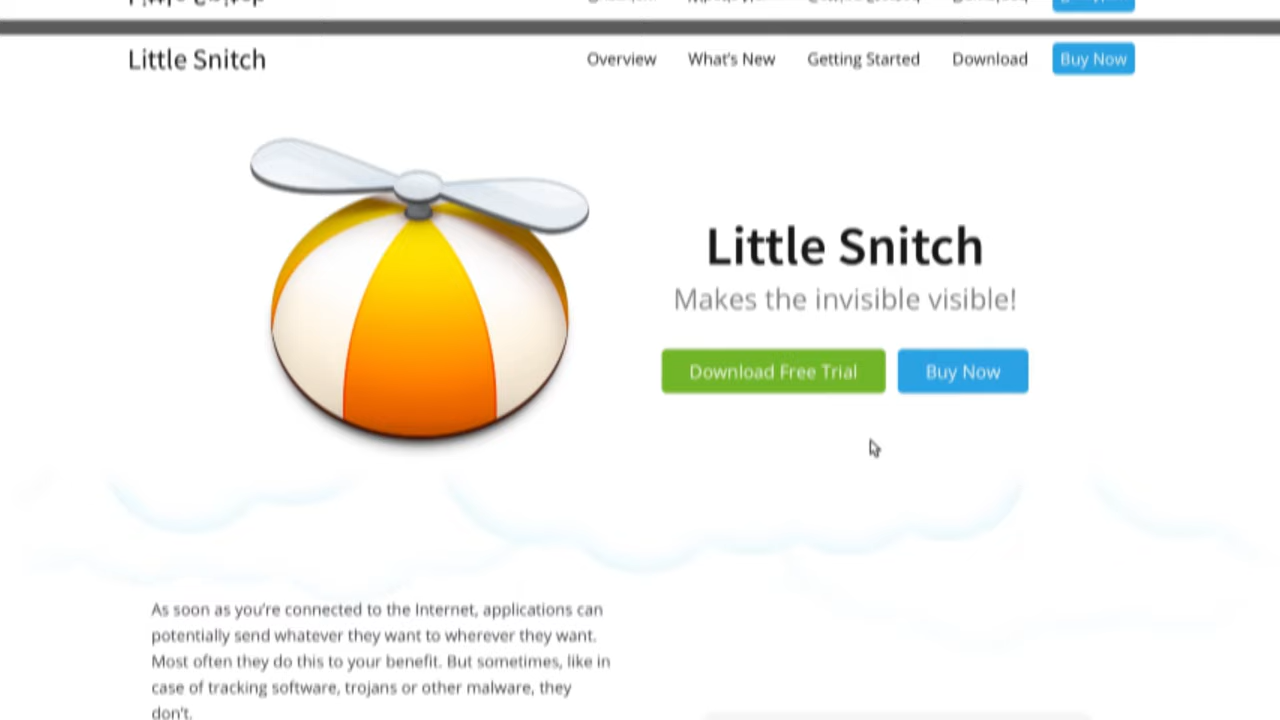 Little Snitch
Overview What's New Getting Started Download Buy Now
Little Snitch
Makes the invisible visible!
Download Free Trial Buy Now
As soon as you're connected to the Internet, applications can
potentially send whatever they want to wherever they want.
Most often they do this to your benefit. But sometimes, like in
case of tracking software, trojans or other malware, they
don't.